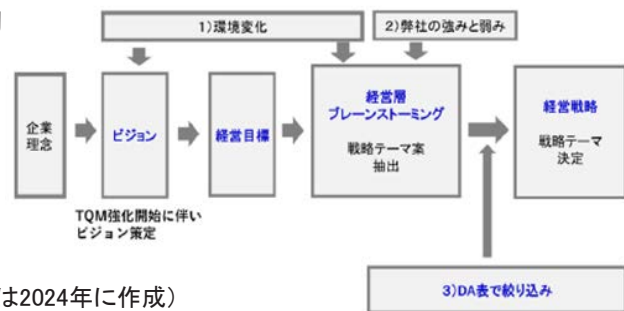 1)環境変化
2)弊社の強みと弱み
企業
理念
ビジョン
経営目標
経営層
ブレーンストーミング
戦略テーマ案
抽出
経営戦略
戦略テーマ
決定
TQM強化開始に伴い
ビジョン策定
3)DA表で絞り込み
は2024年に作成)